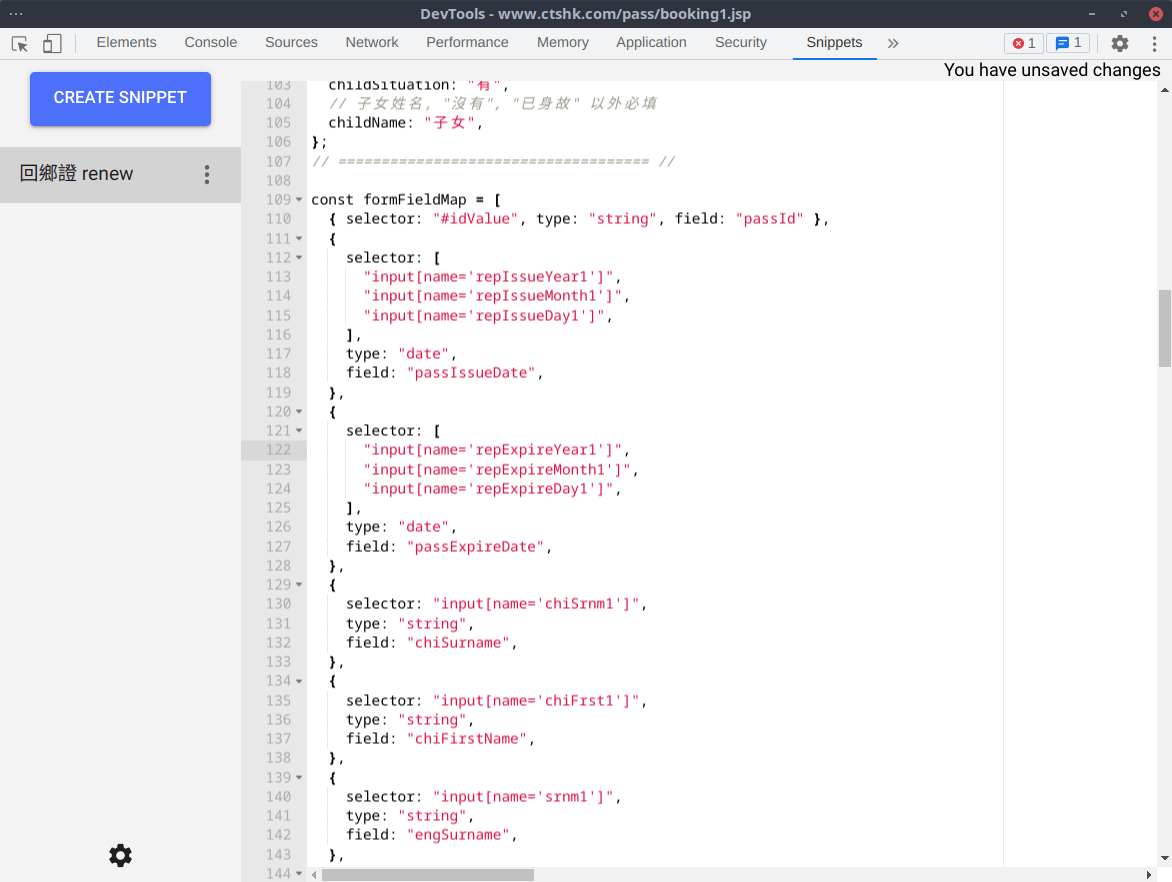 DevTools - www.ctshk.com/pass/booking1.jsp
Elements Console Sources Network Performance Memory Application Security Snippets » 1 1
You have unsaved changes
CREATE SNIPPET
回鄉證 renew
103 childSituation: "有",
104 // 子女姓名, "沒有", "已身故" 以外必填
105 childName: "子女",
106 };
107 // ==================================== //
108
109 const formFieldMap = [
110 { selector: "#idValue", type: "string", field: "passId" },
111 {
112 selector: [
113 "input[name='repIssueYear1']",
114 "input[name='repIssueMonth1']",
115 "input[name='repIssueDay1']",
116 ],
117 type: "date",
118 field: "passIssueDate",
119 },
120 {
121 selector: [
122 "input[name='repExpireYear1']",
123 "input[name='repExpireMonth1']",
124 "input[name='repExpireDay1']",
125 ],
126 type: "date",
127 field: "passExpireDate",
128 },
129 {
130 selector: "input[name='chiSrnm1']",
131 type: "string",
132 field: "chiSurname",
133 },
134 {
135 selector: "input[name='chiFrst1']",
136 type: "string",
137 field: "chiFirstName",
138 },
139 {
140 selector: "input[name='srnm1']",
141 type: "string",
142 field: "engSurname",
143 },
144